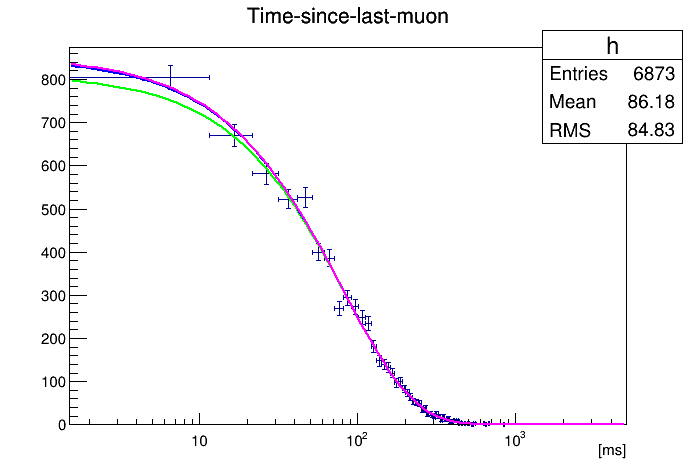 Time-since-last-muon
h
Entries 6873
Mean 86.18
RMS 84.83
800
700
600
500
400
300
200
100
0
10 10² 10³
[ms]